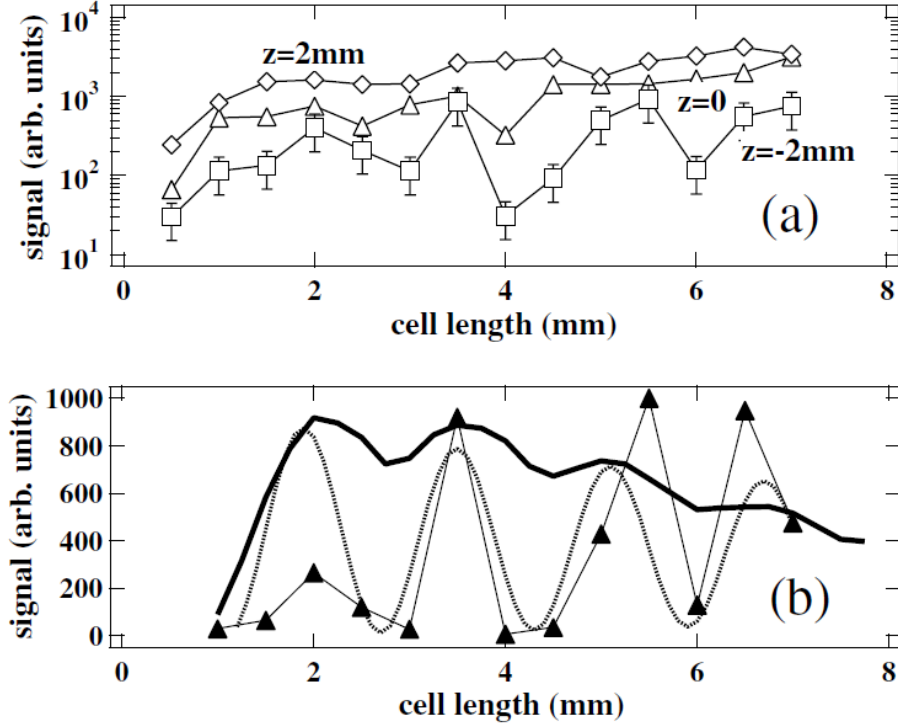 10⁴
z=2mm
10³
z=0
z=-2mm
10²
(a)
10¹
signal (arb. units)
0 2 4 6 8
cell length (mm)
1000
800
600
400
200
0
(b)
signal (arb. units)
0 2 4 6 8
cell length (mm)